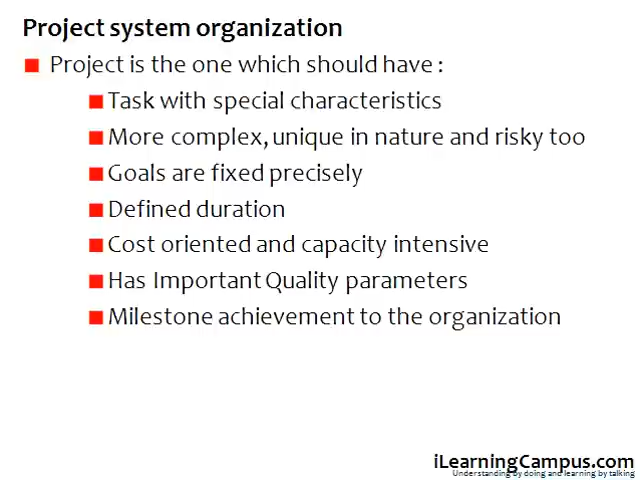 Project system organization
Project is the one which should have :
Task with special characteristics
More complex, unique in nature and risky too
Goals are fixed precisely
Defined duration
Cost oriented and capacity intensive
Has Important Quality parameters
Milestone achievement to the organization
iLearningCampus.com
Understanding by doing and learning by talking